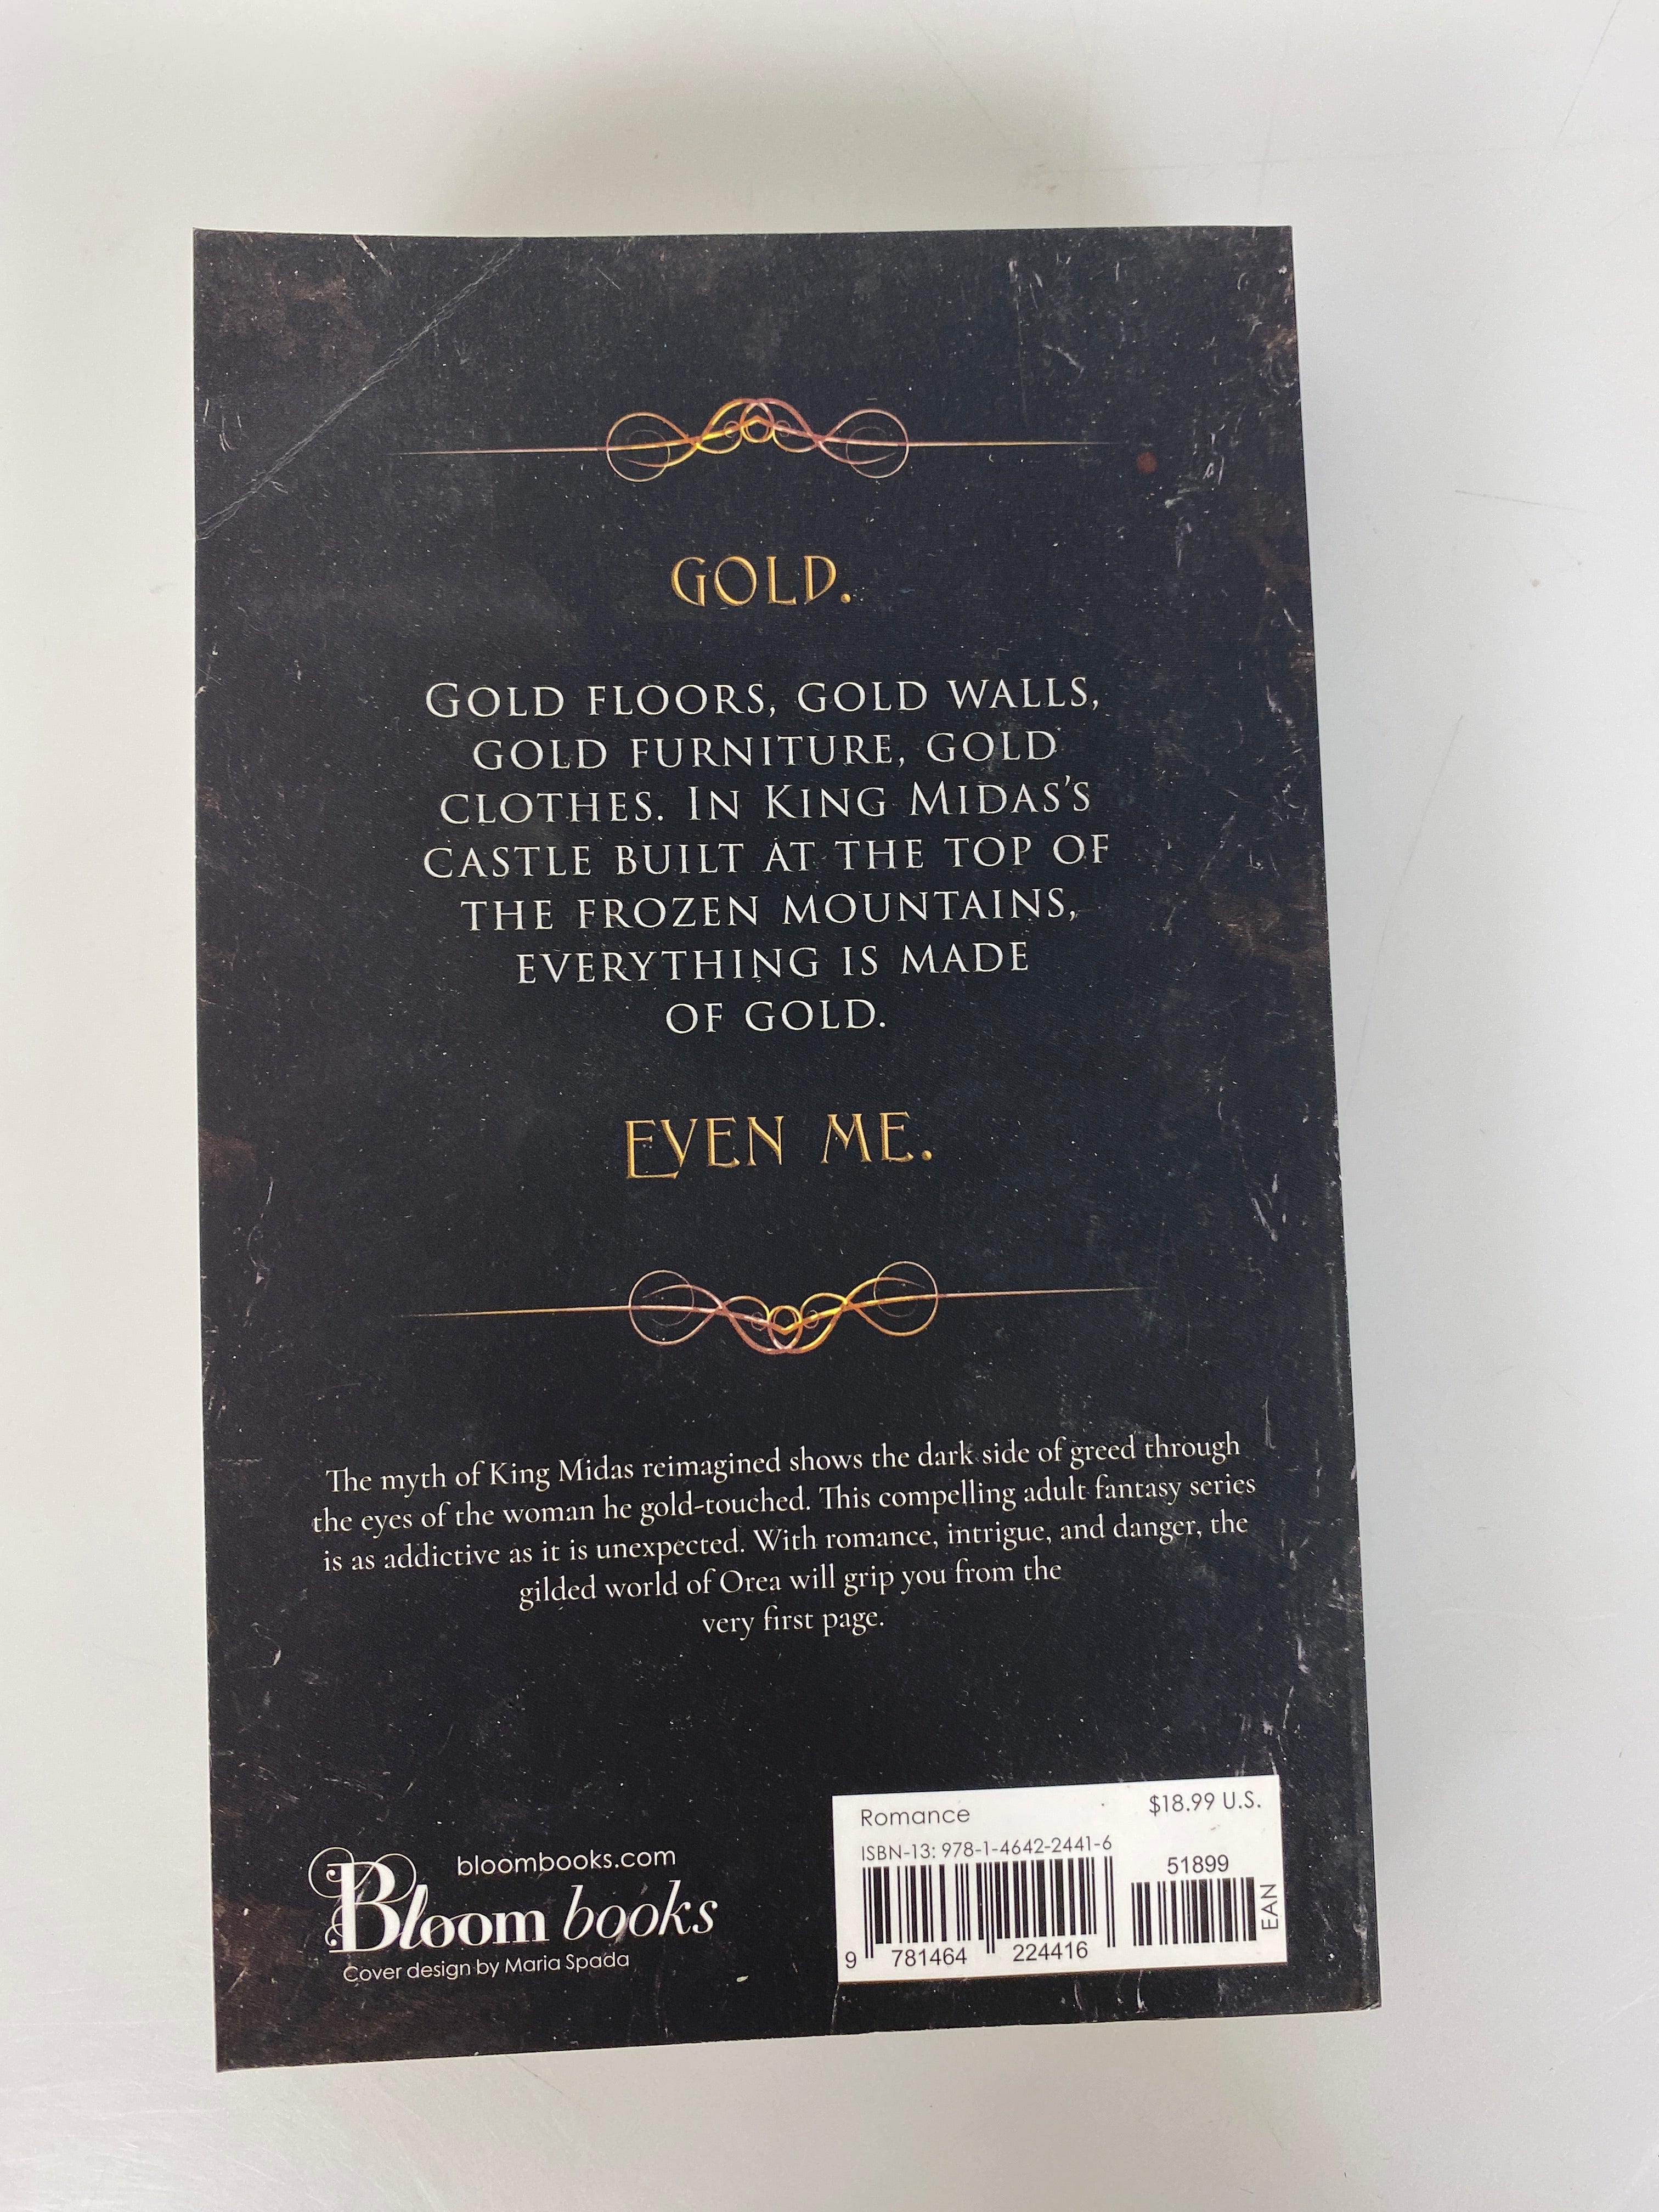 GOLD.
GOLD FLOORS, GOLD WALLS,
GOLD FURNITURE, GOLD
CLOTHES. IN KING MIDAS'S
CASTLE BUILT AT THE TOP OF
THE FROZEN MOUNTAINS,
EVERYTHING IS MADE
OF GOLD.
EVEN ME.
The myth of King Midas reimagined shows the dark side of greed through
the eyes of the woman he gold-touched. This compelling adult fantasy series
is as addictive as it is unexpected. With romance, intrigue, and danger, the
gilded world of Orea will grip you from the
very first page.
bloombooks.com
Bloom books
Cover design by Maria Spada
Romance $18.99 U.S.
ISBN-13: 978-1-4642-2441-6
51899
EAN
9 781464 224416